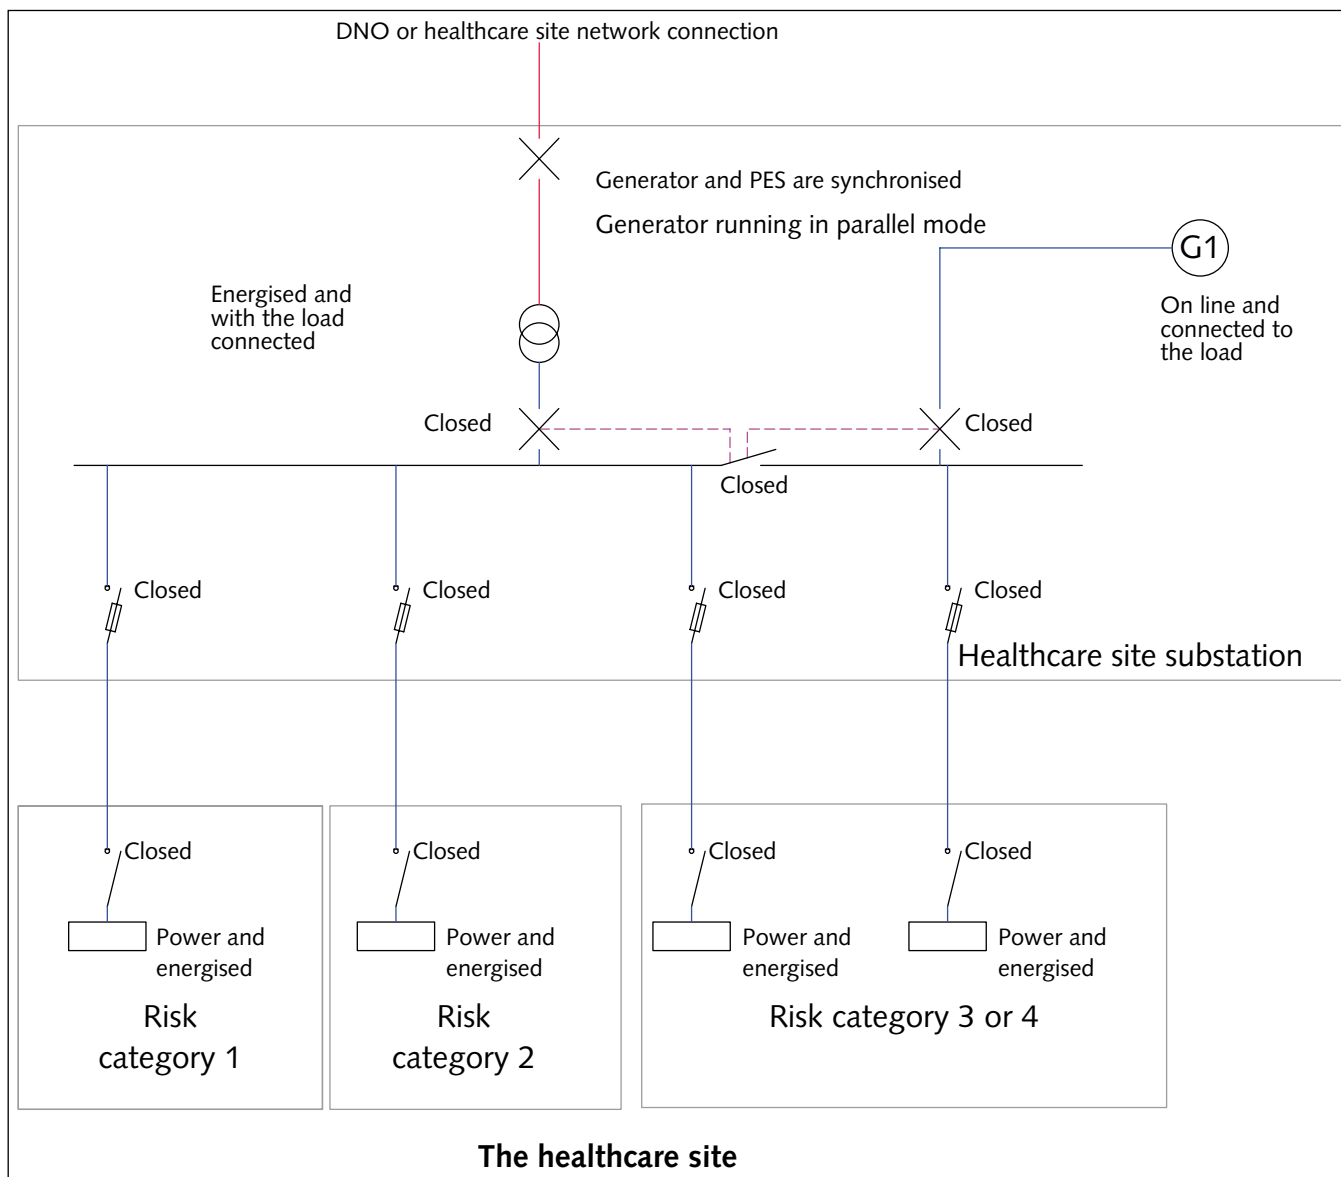 DNO or healthcare site network connection
Generator and PES are synchronised
Generator running in parallel mode
G1
Energised and
with the load
connected
On line and
connected to
the load
Closed
Closed
Closed
Closed
Closed
Closed
Closed
Healthcare site substation
Closed
Closed
Closed
Closed
Power and
energised
Power and
energised
Power and
energised
Power and
energised
Risk
category 1
Risk
category 2
Risk category 3 or 4
The healthcare site